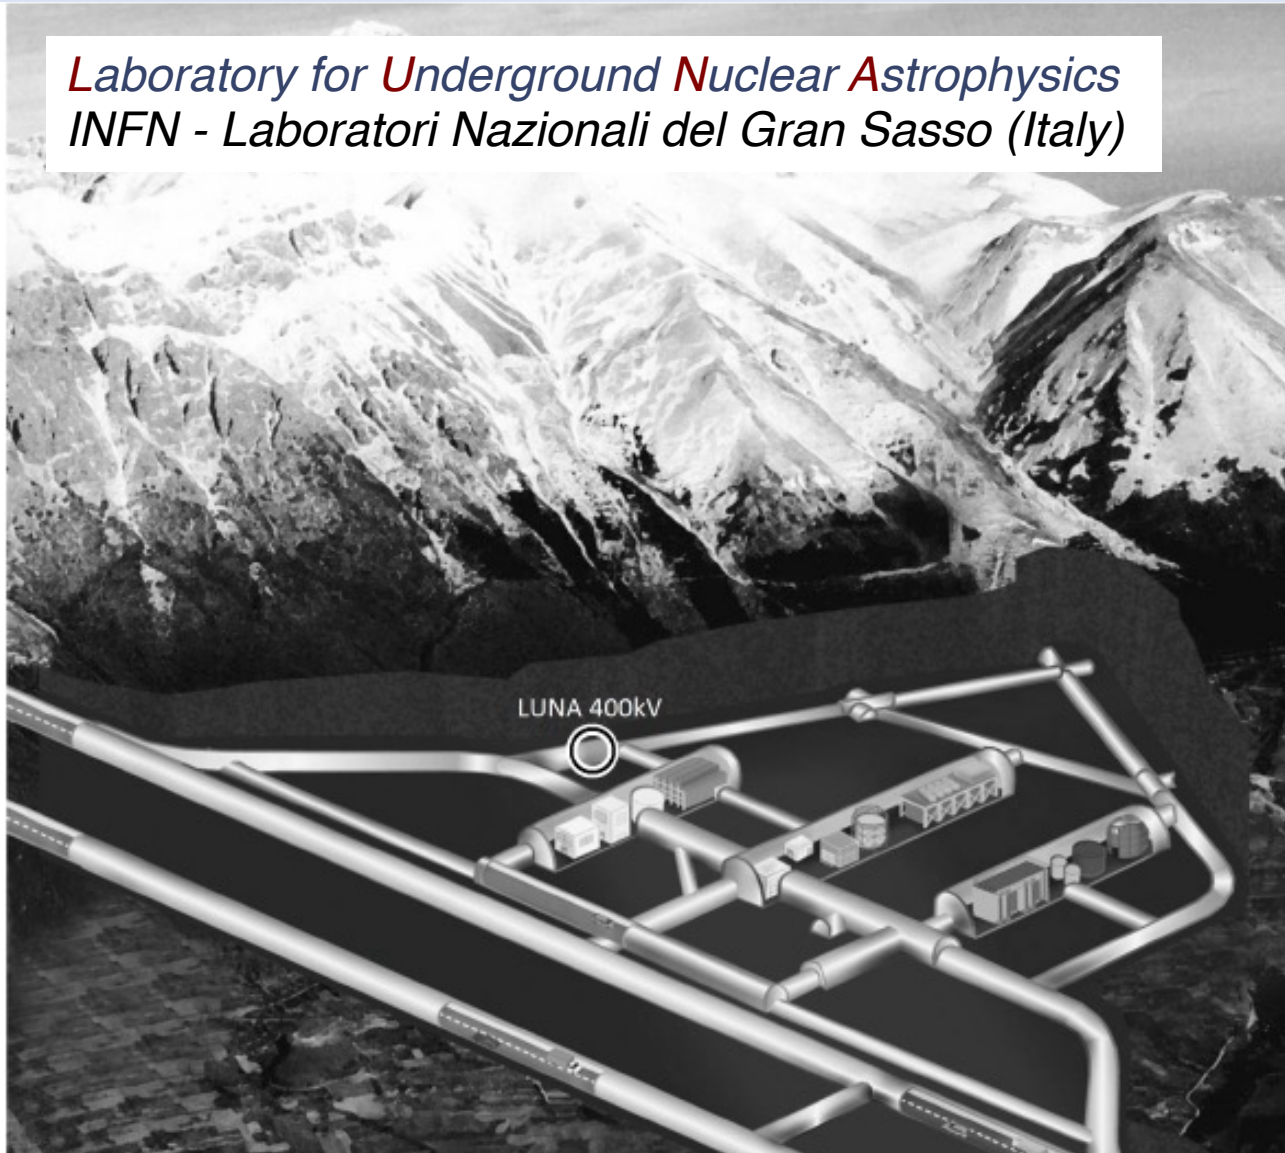 Laboratory for Underground Nuclear Astrophysics
INFN - Laboratori Nazionali del Gran Sasso (Italy)
LUNA 400kV